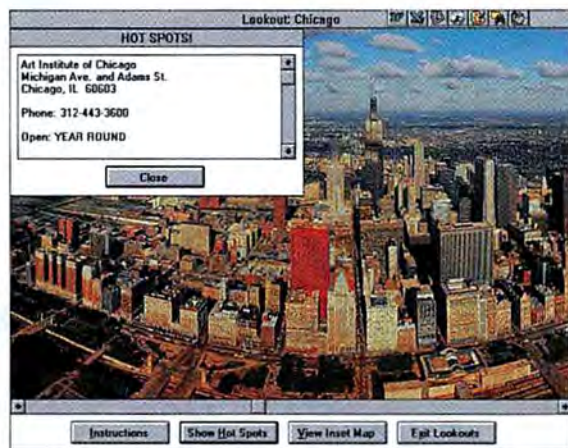 Lookout: Chicago
HOT SPOTS!
Art Institute of Chicago
Michigan Ave. and Adams St.
Chicago, IL 60603
Phone: 312-443-3600
Open: YEAR ROUND
Close
Instructions
Show Hot Spots
View Inset Map
Exit Lookouts